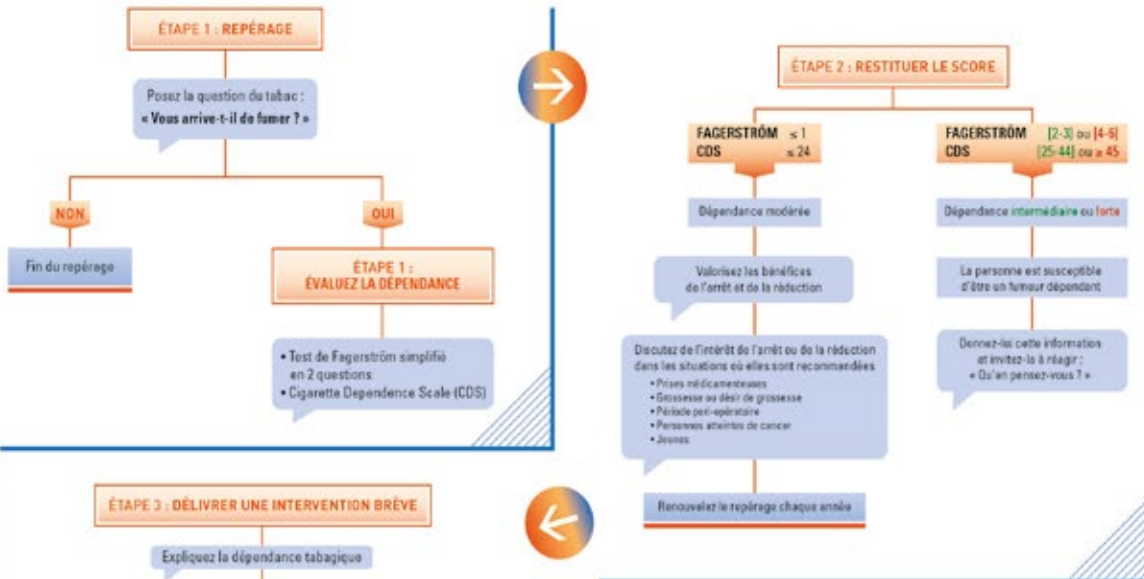 ÉTAPE 1 : REPÉRAGE
Posez la question du tabac :
« Vous arrive-t-il de fumer ? »
NON
OUI
Fin du repérage
ÉTAPE 1 :
ÉVALUEZ LA DÉPENDANCE
• Test de Fagerström simplifié
en 2 questions
• Cigarette Dependence Scale (CDS)
ÉTAPE 2 : RESTITUER LE SCORE
FAGERSTRÖM ≤ 1
CDS ≤ 24
Dépendance modérée
Valorisez les bénéfices
de l'arrêt et de la réduction
Discutez de l'intérêt de l'arrêt ou de la réduction
dans les situations où elles sont recommandées
• Prises médicamenteuses
• Grossesse ou désir de grossesse
• Période peri-opératoire
• Personnes atteintes de cancer
• Jeunes
Renouvelez le repérage chaque année
FAGERSTRÖM [2-3] ou [4-6]
CDS [25-44] ou ≥ 45
Dépendance intermédiaire ou forte
La personne est susceptible
d'être un fumeur dépendant
Donnez-lui cette information
et invitez-la à réagir :
« Qu'en pensez-vous ? »
ÉTAPE 3 : DÉLIVRER UNE INTERVENTION BRÈVE
Expliquez la dépendance tabagique